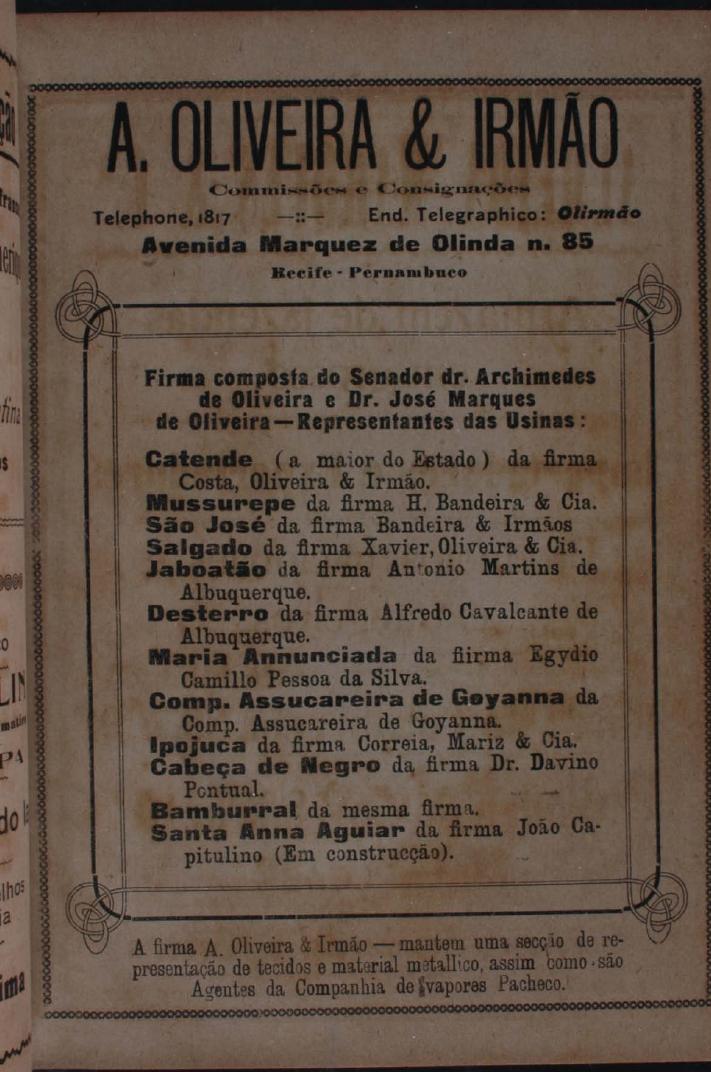 A. OLIVEIRA & IRMÃO
Commissões e Consignações
Telephone, 1817 —::— End. Telegraphico: Olirmão
Avenida Marquez de Olinda n. 85
Recife - Pernambuco
Firma composta do Senador dr. Archimedes
de Oliveira e Dr. José Marques
de Oliveira — Representantes das Usinas:
Catende (a maior do Estado) da firma
Costa, Oliveira & Irmão.
Mussurepe da firma H. Bandeira & Cia.
São José da firma Bandeira & Irmãos
Salgado da firma Xavier, Oliveira & Cia.
Jaboatão da firma Antonio Martins de
Albuquerque.
Desterro da firma Alfredo Cavalcante de
Albuquerque.
Maria Annunciada da fiirma Egydio
Camillo Pessoa da Silva.
Comp. Assucareira de Goyanna da
Comp. Assucareira de Goyanna.
Ipojuca da firma Correia, Mariz & Cia.
Cabeça de Negro da firma Dr. Davino
Pontual.
Bamburral da mesma firma.
Santa Anna Aguiar da firma João Ca-
pitulino (Em construcção).
A firma A. Oliveira & Irmão — mantem uma secção de re-
presentação de tecidos e material metallico, assim como são
Agentes da Companhia de vapores Pacheco.